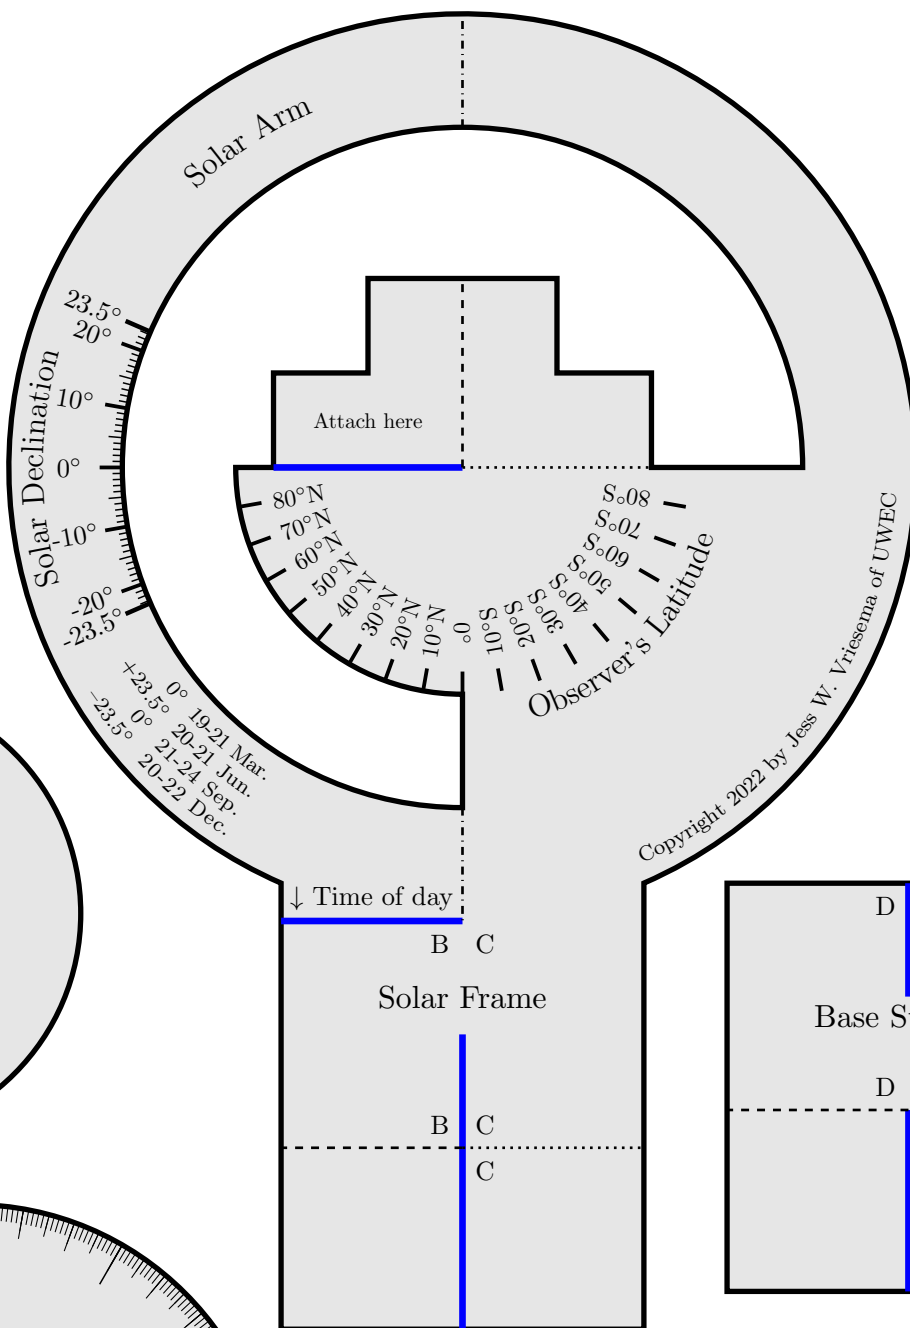 Solar Arm
23.5°
20°
10°
0°
-10°
-20°
-23.5°
Solar Declination
Attach here
80°N
70°N
60°N
50°N
40°N
30°N
20°N
10°N
0°
10°S
20°S
30°S
40°S
50°S
60°S
70°S
80°S
Observer's Latitude
Copyright 2022 by Jess W. Vriesema of UWEC
0° 19-21 Mar.
+23.5° 20-21 Jun.
0° 21-24 Sep.
−23.5° 20-22 Dec.
↓ Time of day
B C
Solar Frame
B C
C
D
Base
D